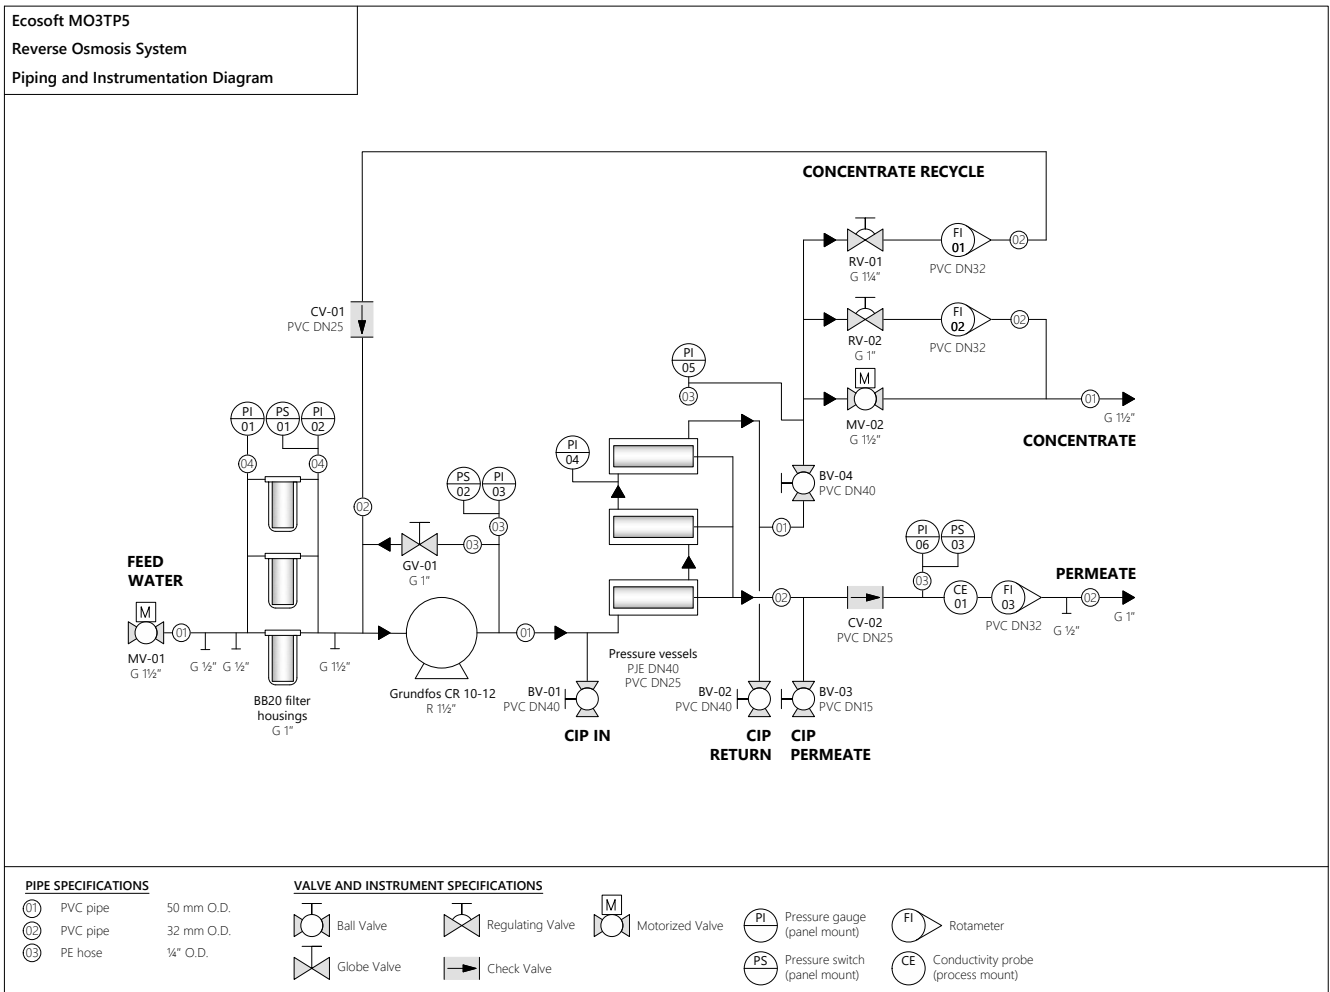 Ecosoft MO3TP5
Reverse Osmosis System
Piping and Instrumentation Diagram
CONCENTRATE RECYCLE
RV-01
G 1¼"
FI
01
PVC DN32
02
CV-01
PVC DN25
RV-02
G 1"
FI
02
PVC DN32
02
PI
05
03
M
MV-02
G 1½"
01
G 1½"
CONCENTRATE
PI
01
PS
01
PI
02
04
04
PI
04
PS
02
PI
03
03
BV-04
PVC DN40
02
01
GV-01
G 1"
03
PI
06
PS
03
03
FEED
WATER
M
MV-01
G 1½"
01
G ½"
G ½"
G 1½"
BB20 filter
housings
G 1"
Grundfos CR 10-12
R 1½"
01
Pressure vessels
PJE DN40
PVC DN25
02
CV-02
PVC DN25
CE
01
FI
03
PVC DN32
G ½"
02
PERMEATE
G 1"
BV-01
PVC DN40
CIP IN
BV-02
PVC DN40
CIP
RETURN
BV-03
PVC DN15
CIP
PERMEATE
PIPE SPECIFICATIONS
01 PVC pipe 50 mm O.D.
02 PVC pipe 32 mm O.D.
03 PE hose ¼" O.D.
VALVE AND INSTRUMENT SPECIFICATIONS
Ball Valve
Globe Valve
Regulating Valve
Check Valve
M
Motorized Valve
PI
Pressure gauge
(panel mount)
PS
Pressure switch
(panel mount)
FI
Rotameter
CE
Conductivity probe
(process mount)